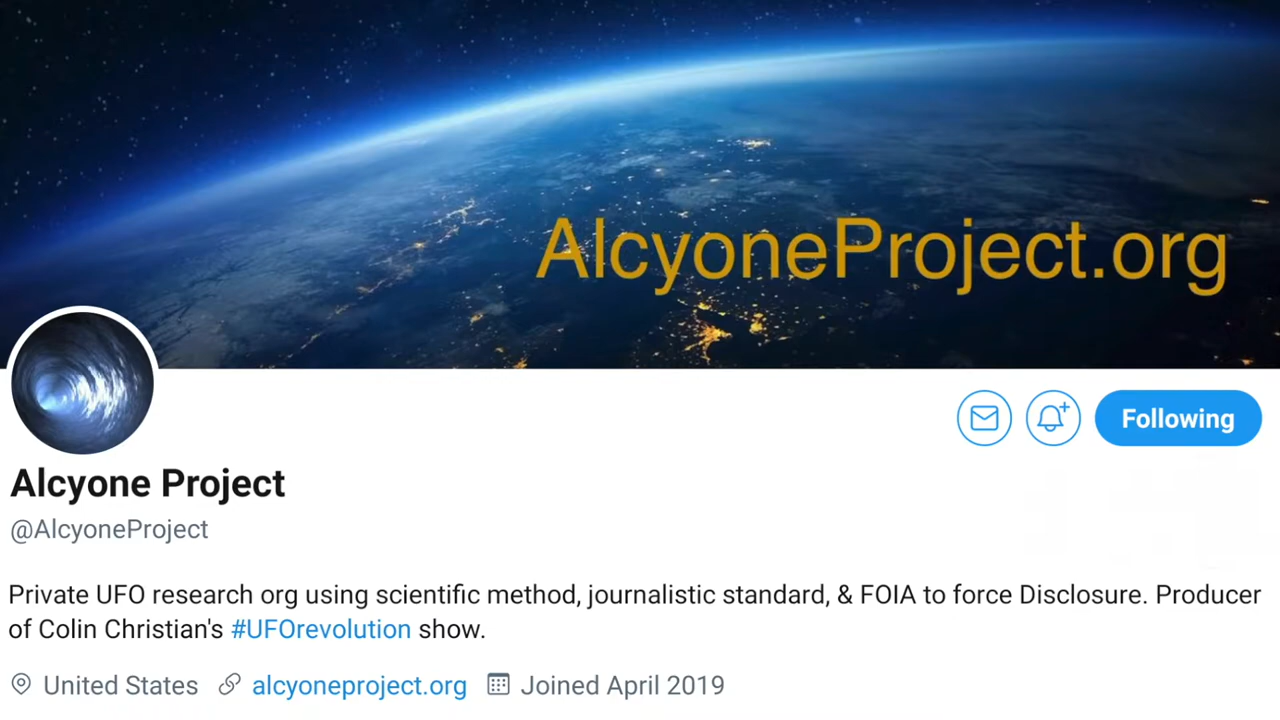 AlcyoneProject.org
Following
Alcyone Project
@AlcyoneProject
Private UFO research org using scientific method, journalistic standard, & FOIA to force Disclosure. Producer
of Colin Christian's #UFOrevolution show.
United States alcyoneproject.org Joined April 2019